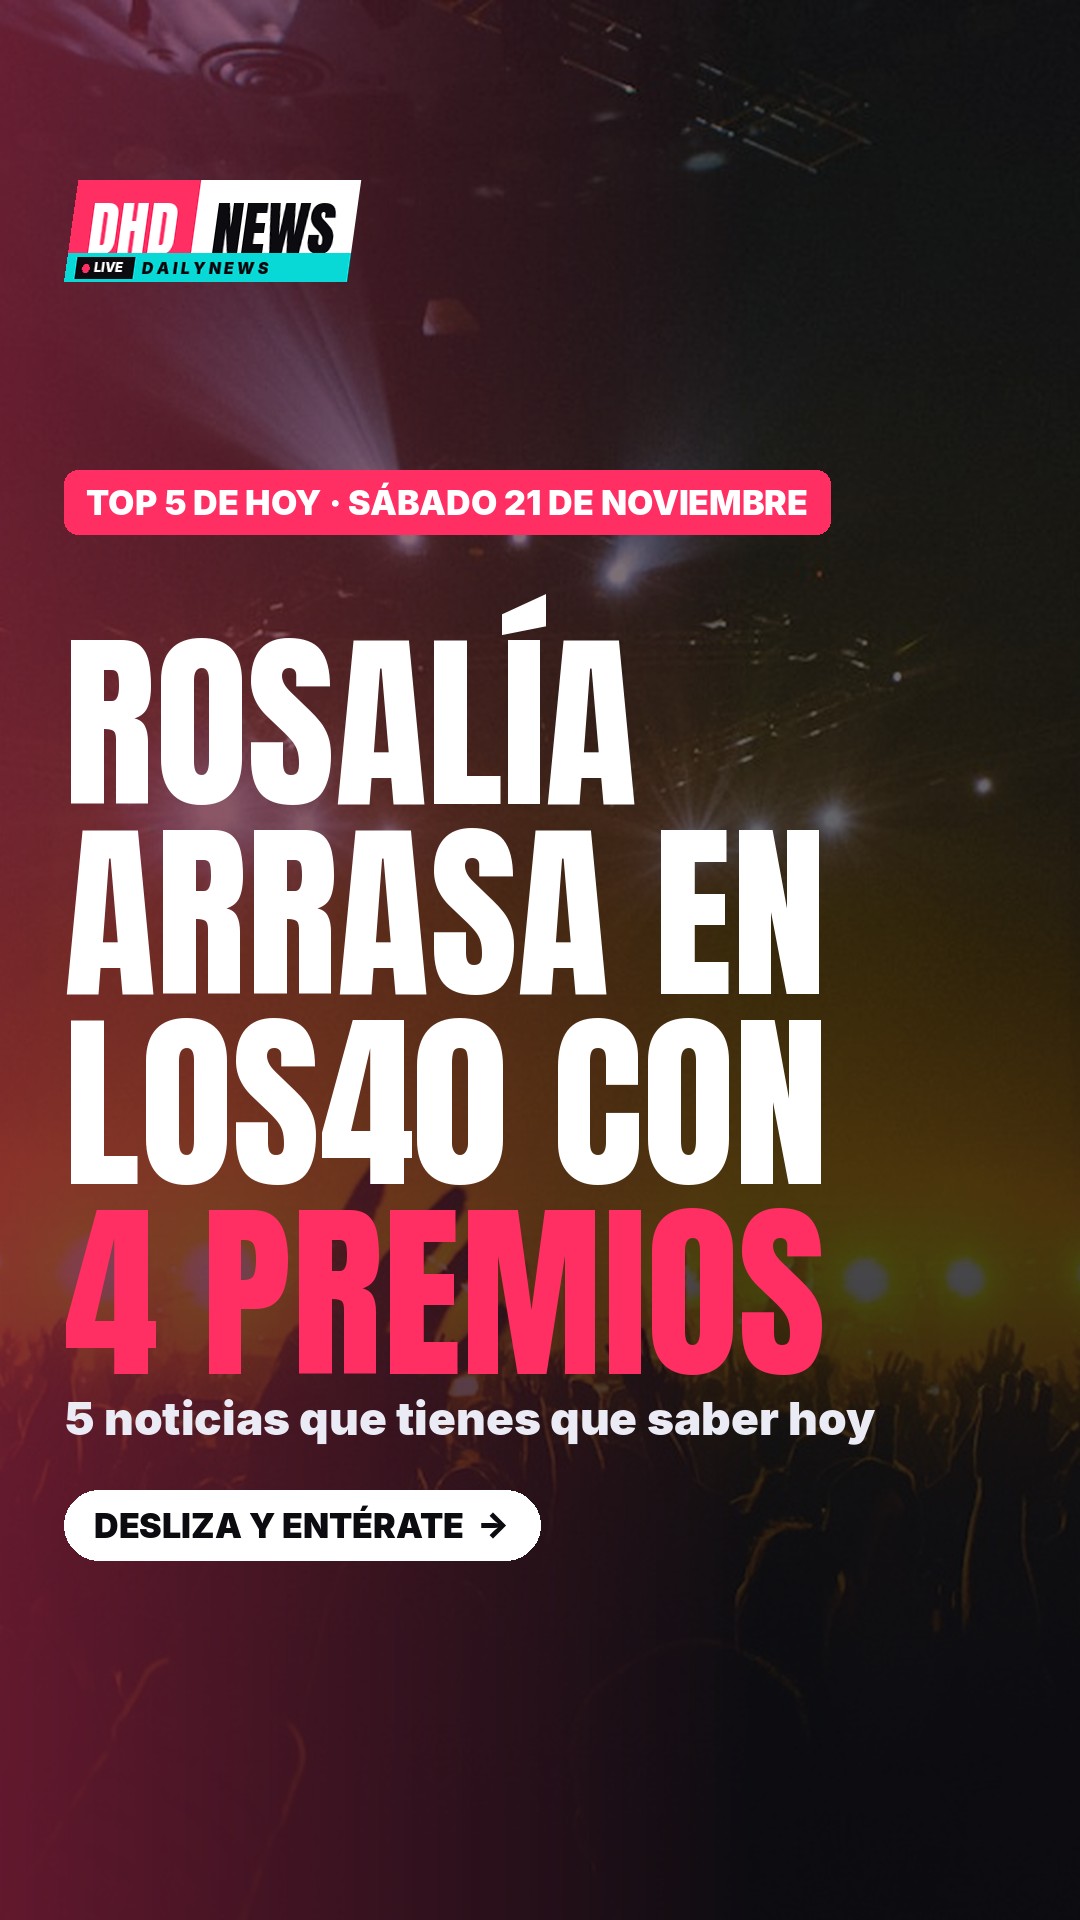 DHD NEWS
LIVE DAILYNEWS
TOP 5 DE HOY · SÁBADO 21 DE NOVIEMBRE
ROSALÍA
ARRASA EN
LOS40 CON
4 PREMIOS
5 noticias que tienes que saber hoy
DESLIZA Y ENTÉRATE →